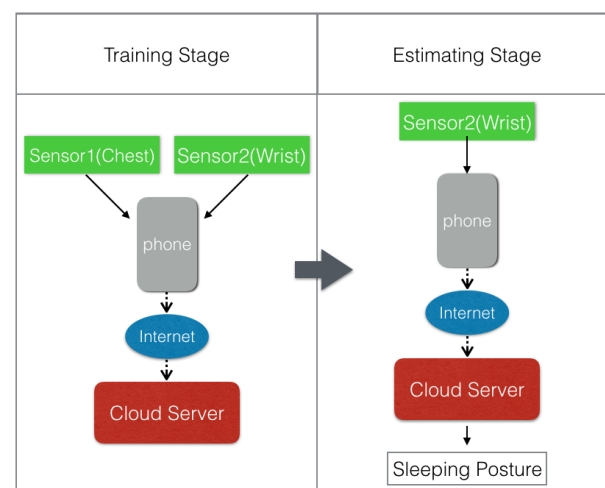 Training Stage
Estimating Stage
Sensor1(Chest)
Sensor2(Wrist)
phone
Internet
Cloud Server
Sensor2(Wrist)
phone
Internet
Cloud Server
Sleeping Posture